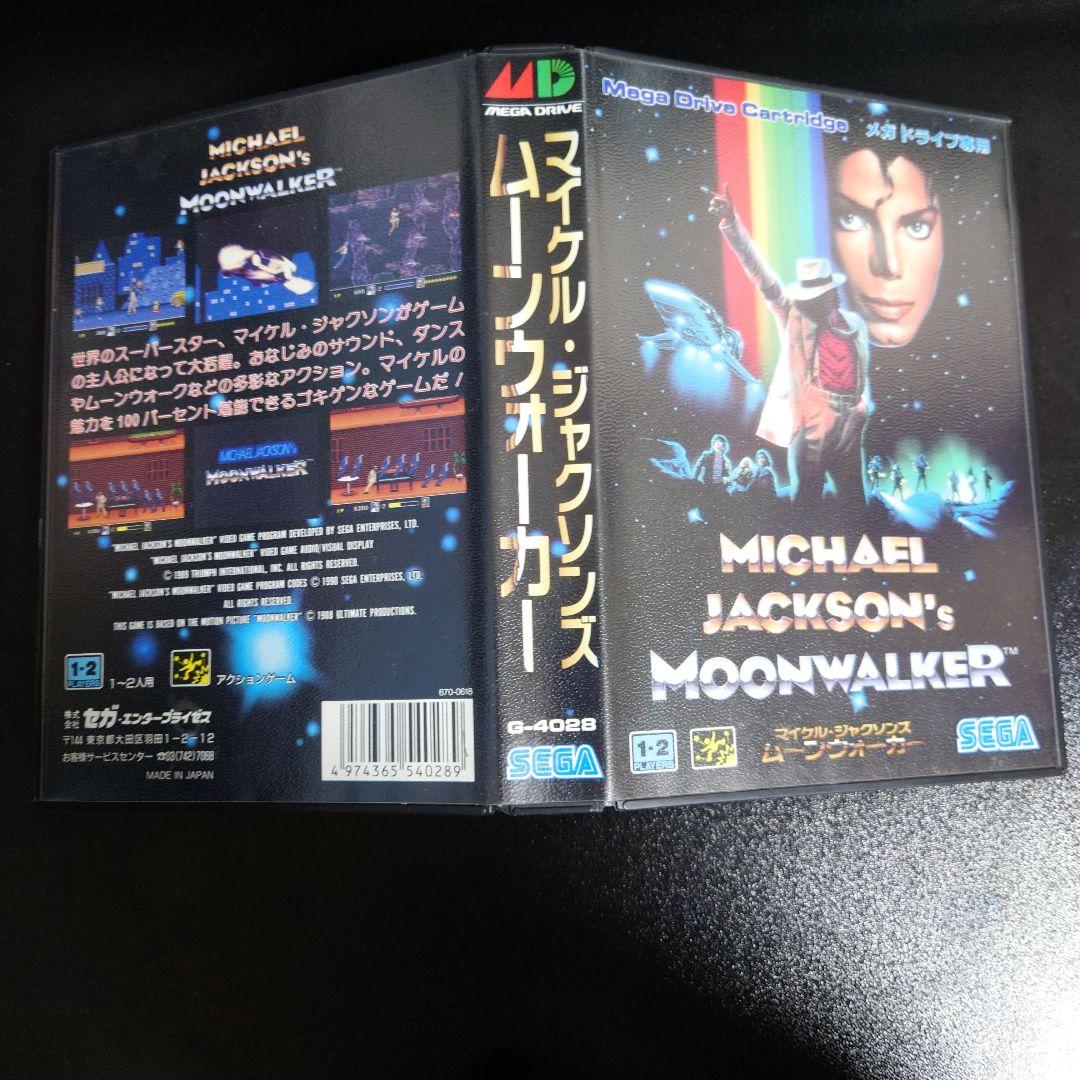 MICHAEL
JACKSON's
MOONWALKER™
世界のスーパースター、マイケル・ジャクソンがゲーム
の主人公になって大活躍。おなじみのサウンド、ダンス
やムーンウォークなどの多彩なアクション。マイケルの
魅力を100パーセント堪能できるゴキゲンなゲームだ！
MICHAEL JACKSON's
MOONWALKER
"MICHAEL JACKSON'S MOONWALKER" VIDEO GAME PROGRAM DEVELOPED BY SEGA ENTERPRISES, LTD.
"MICHAEL JACKSON'S MOONWALKER" VIDEO GAME AUDIO/VISUAL DISPLAY
© 1989 TRIUMPH INTERNATIONAL, INC. ALL RIGHTS RESERVED.
"MICHAEL JACKSON'S MOONWALKER" VIDEO GAME PROGRAM CODES © 1990 SEGA ENTERPRISES, LTD.
ALL RIGHTS RESERVED.
THIS GAME IS BASED ON THE MOTION PICTURE "MOONWALKER" © 1988 ULTIMATE PRODUCTIONS.
1-2
PLAYERS
1～2人用
アクションゲーム
670-0618
株式会社 セガ・エンタープライゼス
〒144 東京都大田区羽田1-2-12
お客様サービスセンター ☎03(742)7068
MADE IN JAPAN
4 974365 540289
MD
MEGA DRIVE
マイケル・ジャクソンズ
ムーンウォーカー
G-4028
SEGA
Mega Drive Cartridge
メガドライブ専用
MICHAEL
JACKSON's
MOONWALKER™
1-2
PLAYERS
マイケル・ジャクソンズ
ムーンウォーカー
SEGA